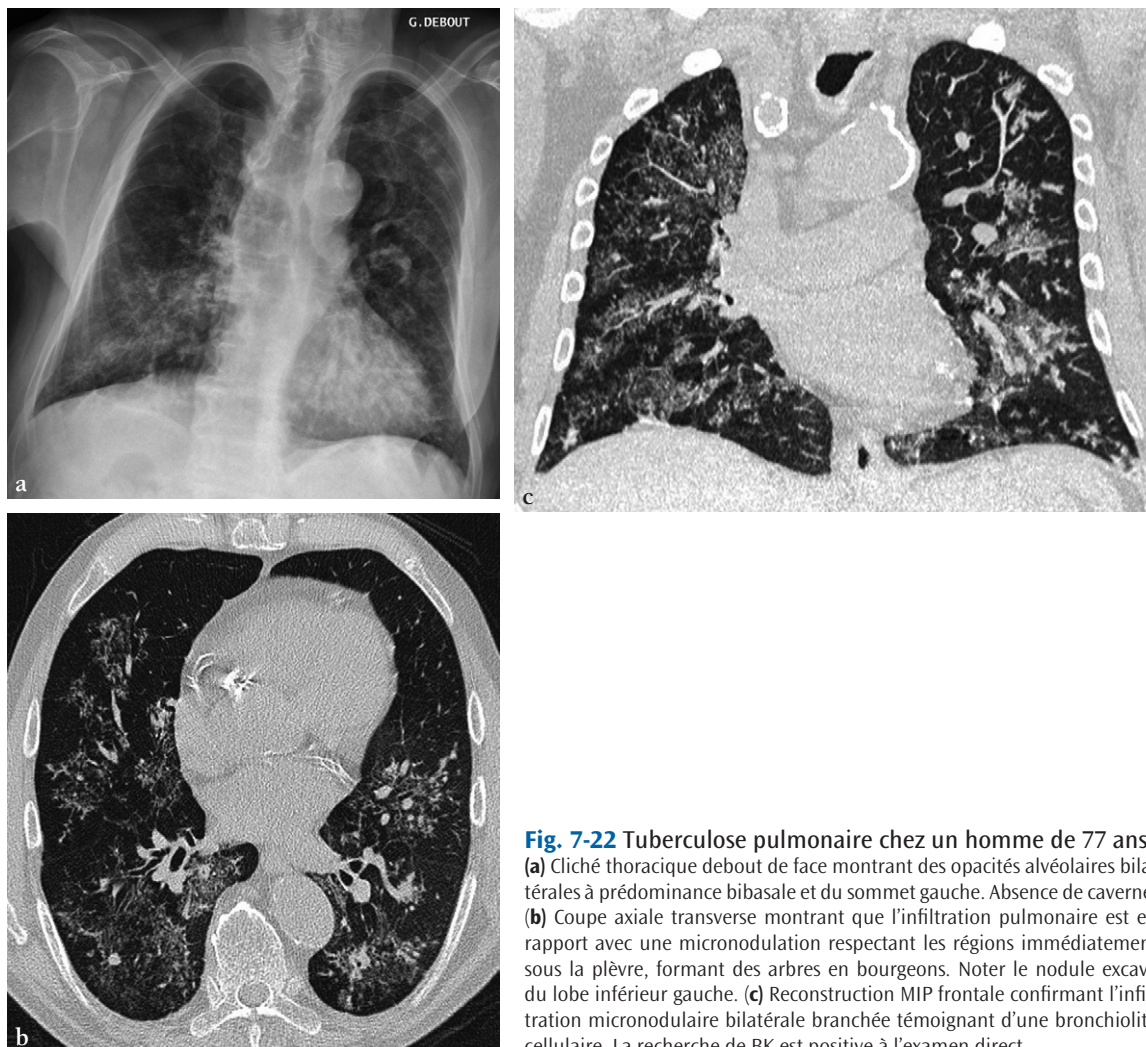 G.DEBOUT
a
c
b
Fig. 7-22 Tuberculose pulmonaire chez un homme de 77 ans
(a) Cliché thoracique debout de face montrant des opacités alvéolaires bila
térales à prédominance bibasale et du sommet gauche. Absence de caverne
(b) Coupe axiale transverse montrant que l'infiltration pulmonaire est e
rapport avec une micronodulation respectant les régions immédiatemen
sous la plèvre, formant des arbres en bourgeons. Noter le nodule excav
du lobe inférieur gauche. (c) Reconstruction MIP frontale confirmant l'infi
tration micronodulaire bilatérale branchée témoignant d'une bronchiolit
cellulaire. La recherche de BK est positive à l'examen direct